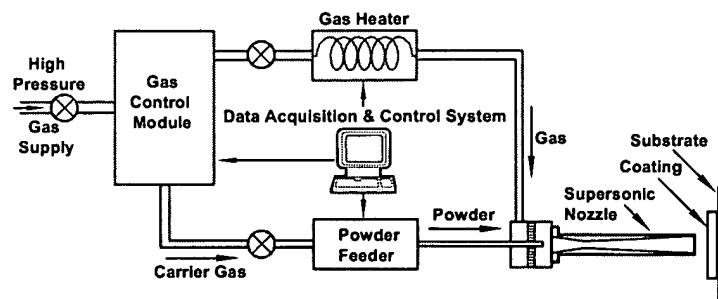 Gas Heater
High
Pressure
Gas
Supply
Gas
Control
Module
Data Acquisition & Control System
Gas
Substrate
Coating
Supersonic
Nozzle
Powder
Powder
Feeder
Carrier Gas